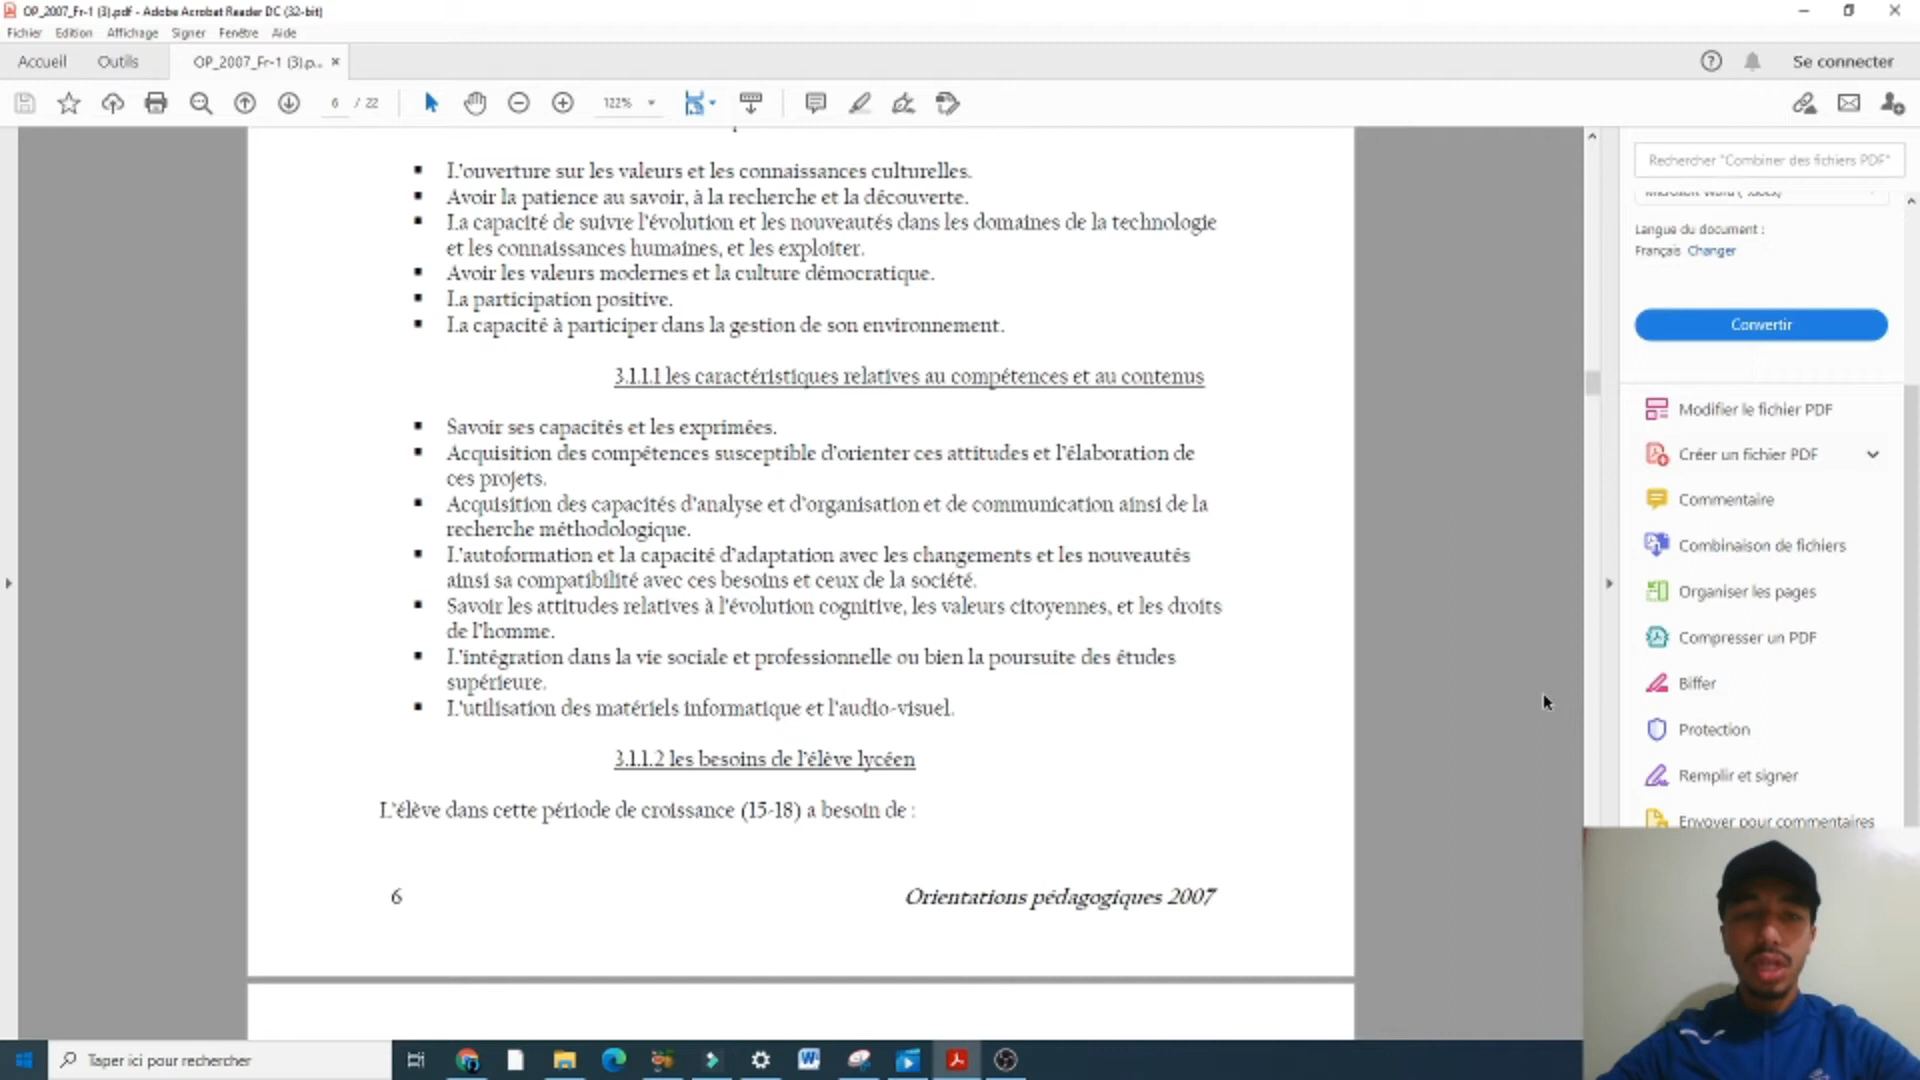 OP_2007_Fr-1 (3).pdf - Adobe Acrobat Reader DC (32-bit)
Fichier Edition Affichage Signer Fenêtre Aide
Accueil Outils OP_2007_Fr-1 (3).p... × Se connecter
6 / 22 122%
L'ouverture sur les valeurs et les connaissances culturelles.
Avoir la patience au savoir, à la recherche et la découverte.
La capacité de suivre l'évolution et les nouveautés dans les domaines de la technologie
et les connaissances humaines, et les exploiter.
Avoir les valeurs modernes et la culture démocratique.
La participation positive.
La capacité à participer dans la gestion de son environnement.
3.1.1.1 les caractéristiques relatives au compétences et au contenus
Savoir ses capacités et les exprimées.
Acquisition des compétences susceptible d'orienter ces attitudes et l'élaboration de
ces projets.
Acquisition des capacités d'analyse et d'organisation et de communication ainsi de la
recherche méthodologique.
L'autoformation et la capacité d'adaptation avec les changements et les nouveautés
ainsi sa compatibilité avec ces besoins et ceux de la société.
Savoir les attitudes relatives à l'évolution cognitive, les valeurs citoyennes, et les droits
de l'homme.
L'intégration dans la vie sociale et professionnelle ou bien la poursuite des études
supérieure.
L'utilisation des matériels informatique et l'audio-visuel.
3.1.1.2 les besoins de l'élève lycéen
L'élève dans cette période de croissance (15-18) a besoin de :
6 Orientations pédagogiques 2007
Rechercher "Combiner des fichiers PDF"
Microsoft Word (*.docx)
Langue du document :
Français Changer
Convertir
Modifier le fichier PDF
Créer un fichier PDF
Commentaire
Combinaison de fichiers
Organiser les pages
Compresser un PDF
Biffer
Protection
Remplir et signer
Envoyer pour commentaires
Taper ici pour rechercher